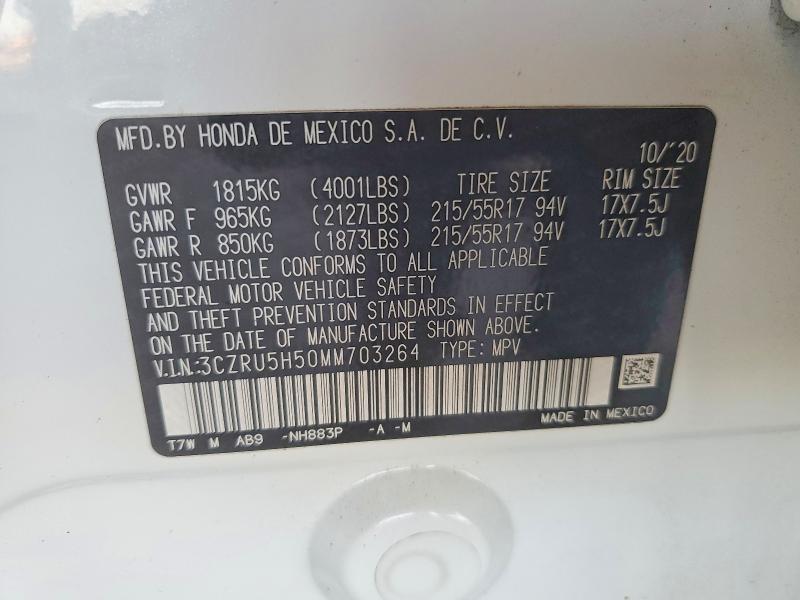 MFD.BY HONDA DE MEXICO S.A. DE C.V.
10/'20
GVWR 1815KG (4001LBS) TIRE SIZE RIM SIZE
GAWR F 965KG (2127LBS) 215/55R17 94V 17X7.5J
GAWR R 850KG (1873LBS) 215/55R17 94V 17X7.5J
THIS VEHICLE CONFORMS TO ALL APPLICABLE
FEDERAL MOTOR VEHICLE SAFETY
AND THEFT PREVENTION STANDARDS IN EFFECT
ON THE DATE OF MANUFACTURE SHOWN ABOVE.
V.I.N.:3CZRU5H50MM703264 TYPE: MPV
T7W M AB9 -NH883P -A -M MADE IN MEXICO